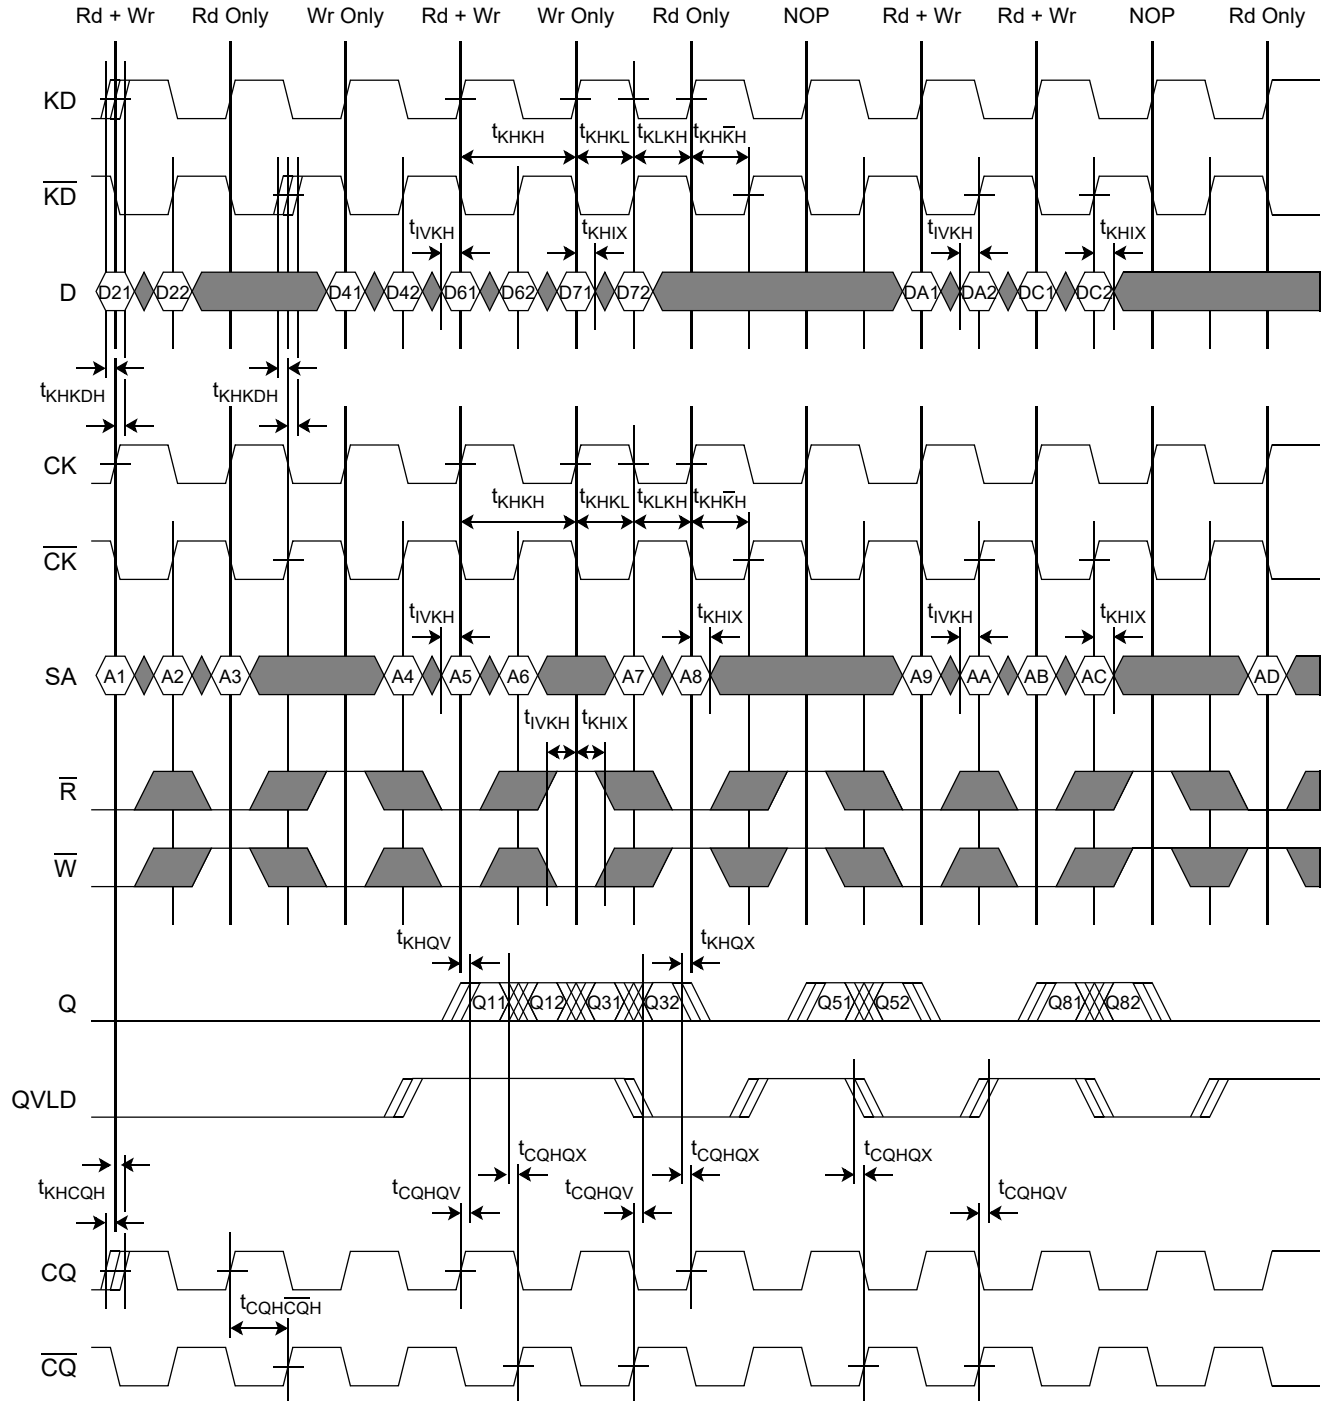 Rd + Wr Rd Only Wr Only Rd + Wr Wr Only Rd Only NOP Rd + Wr Rd + Wr NOP Rd Only
KD
tKHKH tKHKL tKLKH tKHK̅H
K̅D̅
tIVKH tKHIX tIVKH tKHIX
D D21 D22 D41 D42 D61 D62 D71 D72 DA1 DA2 DC1 DC2
tKHKDH tKHKDH
CK
tKHKH tKHKL tKLKH tKHK̅H
C̅K̅
tIVKH tKHIX tIVKH tKHIX
SA A1 A2 A3 A4 A5 A6 A7 A8 A9 AA AB AC AD
tIVKH tKHIX
R̅
W̅
tKHQV tKHQX
Q Q11 Q12 Q31 Q32 Q51 Q52 Q81 Q82
QVLD
tCQHQX tCQHQX tCQHQX
tKHCQH tCQHQV tCQHQV tCQHQV
CQ
tCQHC̅Q̅H
C̅Q̅